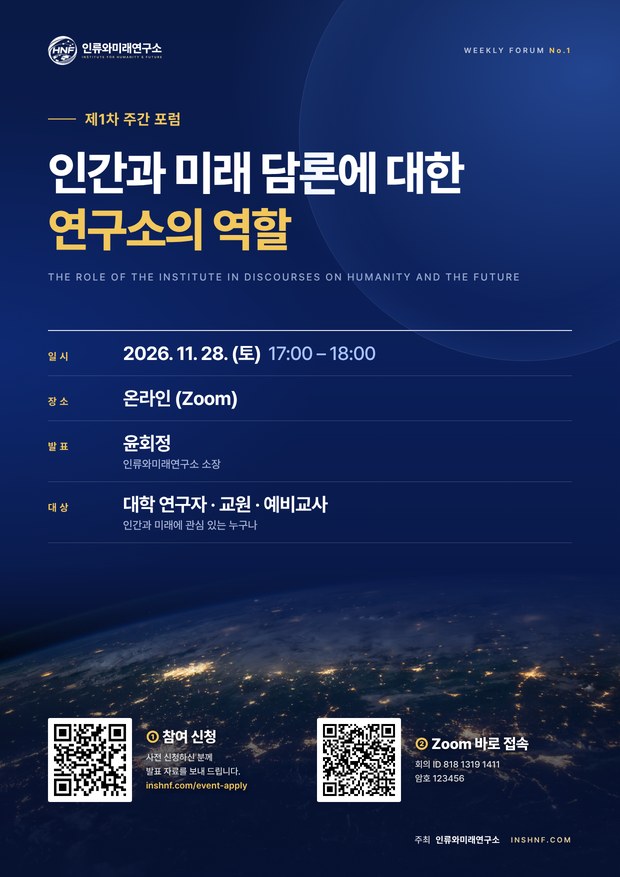 HNF 인류와미래연구소
INSTITUTE FOR HUMANITY & FUTURE
WEEKLY FORUM No.1
제1차 주간 포럼
인간과 미래 담론에 대한
연구소의 역할
THE ROLE OF THE INSTITUTE IN DISCOURSES ON HUMANITY AND THE FUTURE
일시 2026. 11. 28. (토) 17:00 – 18:00
장소 온라인 (Zoom)
발표 윤회정
인류와미래연구소 소장
대상 대학 연구자 · 교원 · 예비교사
인간과 미래에 관심 있는 누구나
① 참여 신청
사전 신청하신 분께
발표 자료를 보내 드립니다.
inshnf.com/event-apply
② Zoom 바로 접속
회의 ID 818 1319 1411
암호 123456
주최 인류와미래연구소 INSHNF.COM